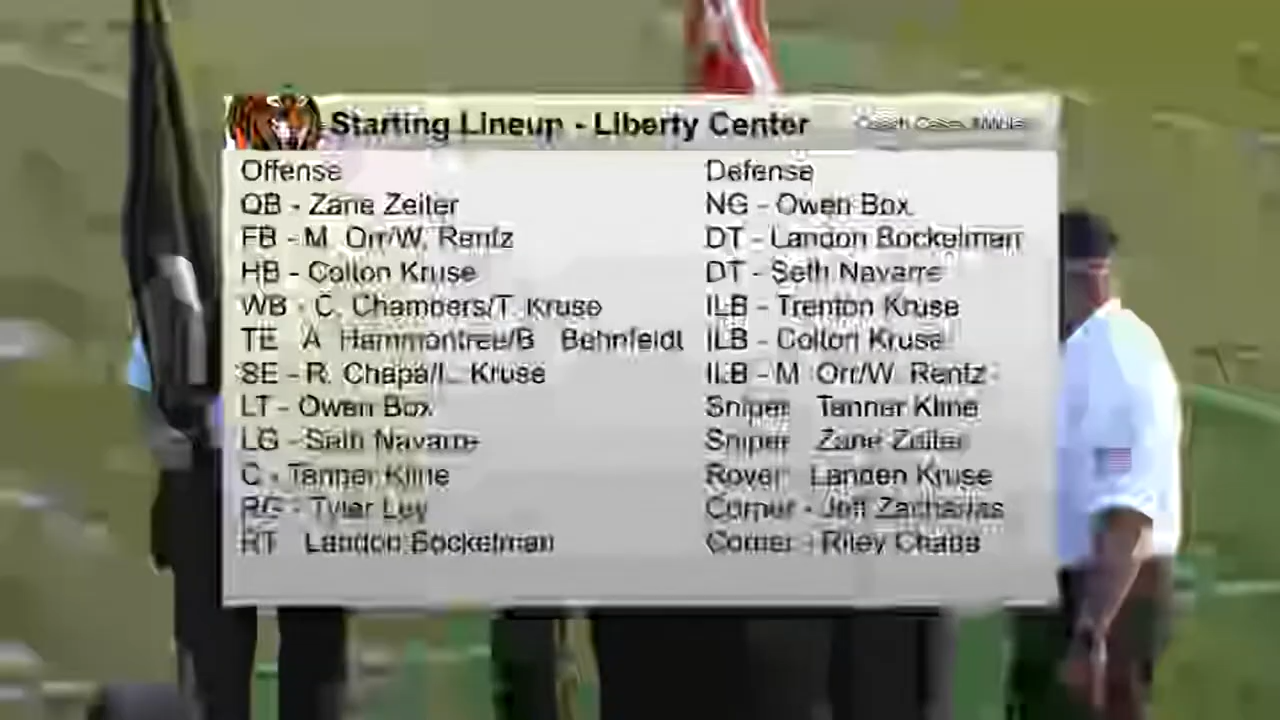 Starting Lineup - Liberty Center
Offense
QB - Zane Zeiter
FB - M. Orr/W. Rentz
HB - Colton Kruse
WB - C. Chambers/T. Kruse
TE A Hammontree/B Behnfeldt
SE - R. Chapa/L. Kruse
LT - Owen Box
LG - Seth Navarre
C - Tanner Kline
RG - Tyler Ley
RT Landon Bockelman
Defense
NG - Owen Box
DT - Landon Bockelman
DT - Seth Navarre
ILB - Trenton Kruse
ILB - Colton Kruse
ILB - M Orr/W. Rentz
Sniper Tanner Kline
Sniper Zane Zeiter
Rover Landen Kruse
Corner - Zacharias
Corner - Riley Chapa